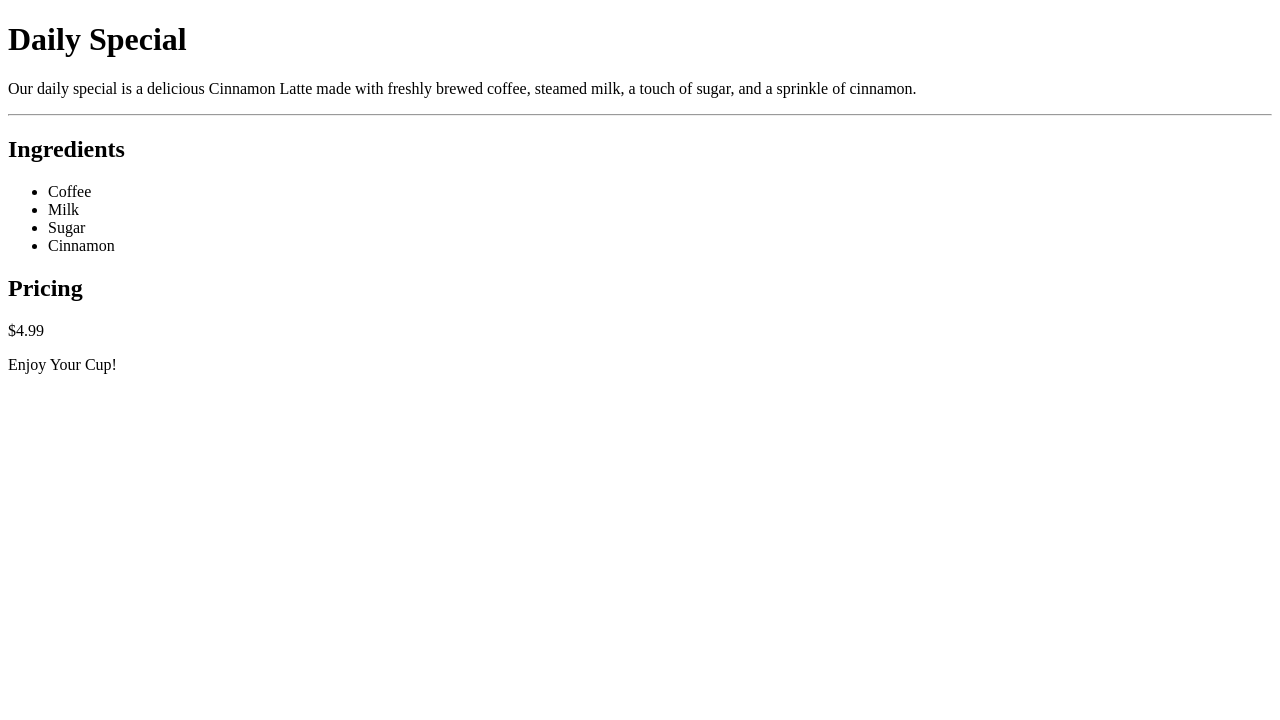 Daily Special
Our daily special is a delicious Cinnamon Latte made with freshly brewed coffee, steamed milk, a touch of sugar, and a sprinkle of cinnamon.
Ingredients
Coffee
Milk
Sugar
Cinnamon
Pricing
$4.99
Enjoy Your Cup!